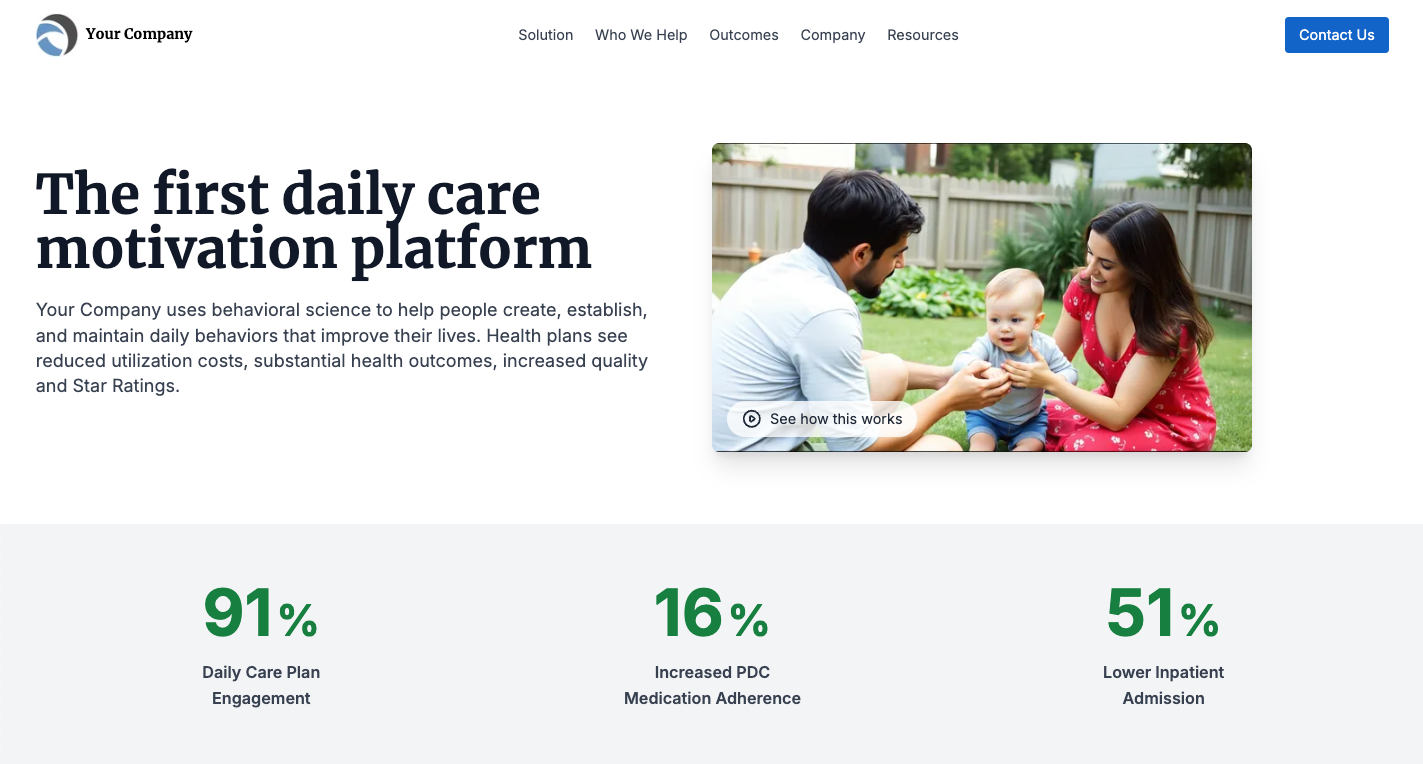 Your Company
Solution
Who We Help
Outcomes
Company
Resources
Contact Us
The first daily care
motivation platform
Your Company uses behavioral science to help people create, establish,
and maintain daily behaviors that improve their lives. Health plans see
reduced utilization costs, substantial health outcomes, increased quality
and Star Ratings.
See how this works
91%
Daily Care Plan
Engagement
16%
Increased PDC
Medication Adherence
51%
Lower Inpatient
Admission